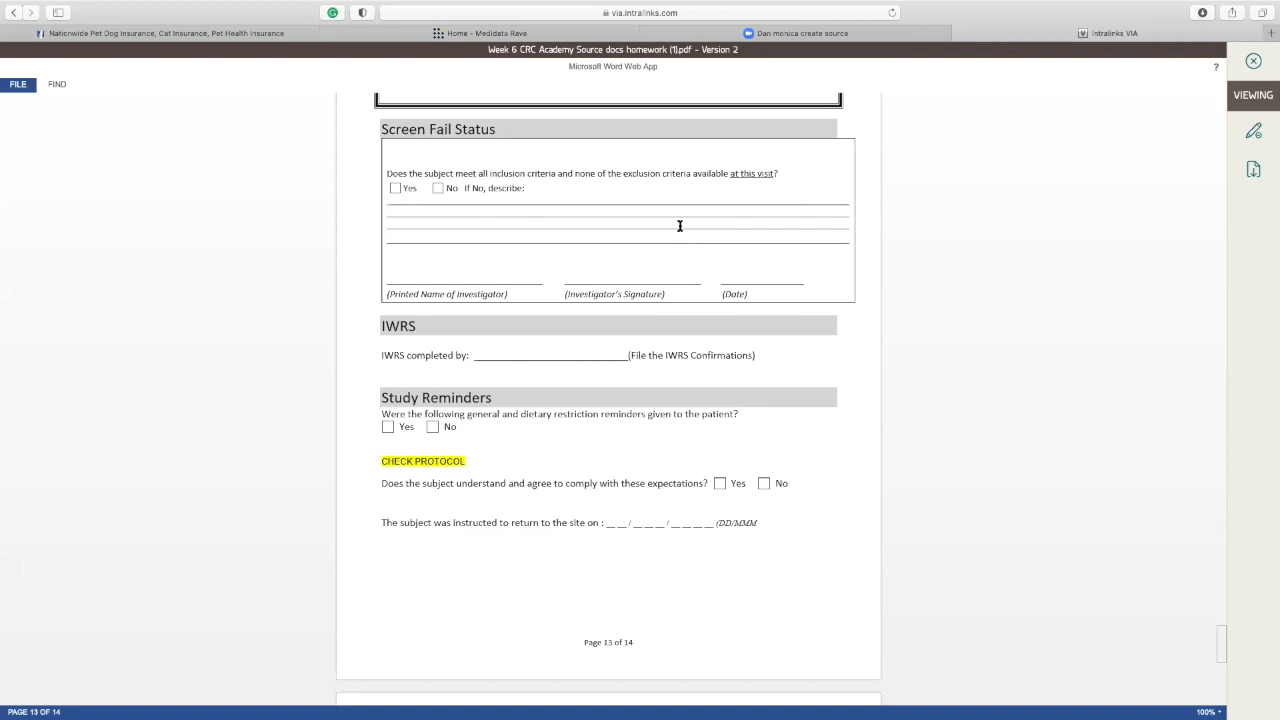 via.intralinks.com
Nationwide Pet Dog Insurance, Cat Insurance, Pet Health Insurance
Home - Medidata Rave
Dan monica create source
Intralinks VIA
Week 6 CRC Academy Source docs homework (1).pdf - Version 2
Microsoft Word Web App
?
FILE FIND
VIEWING
Screen Fail Status
Does the subject meet all inclusion criteria and none of the exclusion criteria available at this visit?
Yes No If No, describe:
(Printed Name of Investigator) (Investigator's Signature) (Date)
IWRS
IWRS completed by: ____________________________(File the IWRS Confirmations)
Study Reminders
Were the following general and dietary restriction reminders given to the patient?
Yes No
CHECK PROTOCOL
Does the subject understand and agree to comply with these expectations? Yes No
The subject was instructed to return to the site on : __ __ / __ __ __ / __ __ __ __ (DD/MMM
Page 13 of 14
PAGE 13 OF 14
100%